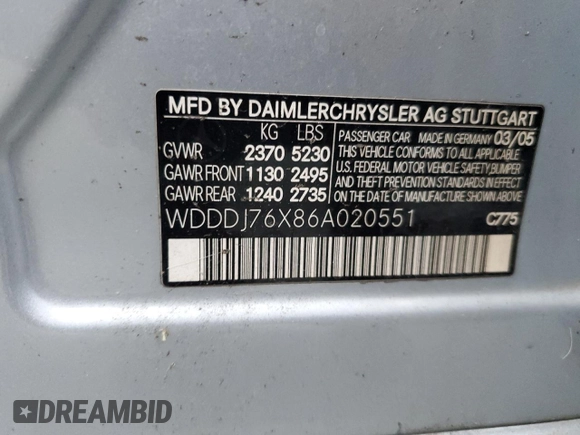 MFD BY DAIMLERCHRYSLER AG STUTTGART
KG LBS
GVWR 2370 5230
GAWR FRONT 1130 2495
GAWR REAR 1240 2735
PASSENGER CAR MADE IN GERMANY 03/05
THIS VEHICLE CONFORMS TO ALL APPLICABLE
U.S. FEDERAL MOTOR VEHICLE SAFETY, BUMPER,
AND THEFT PREVENTION STANDARDS IN EFFECT
ON THE DATE OF MANUFACTURE SHOWN ABOVE
WDDDJ76X86A020551 C775
DREAMBID